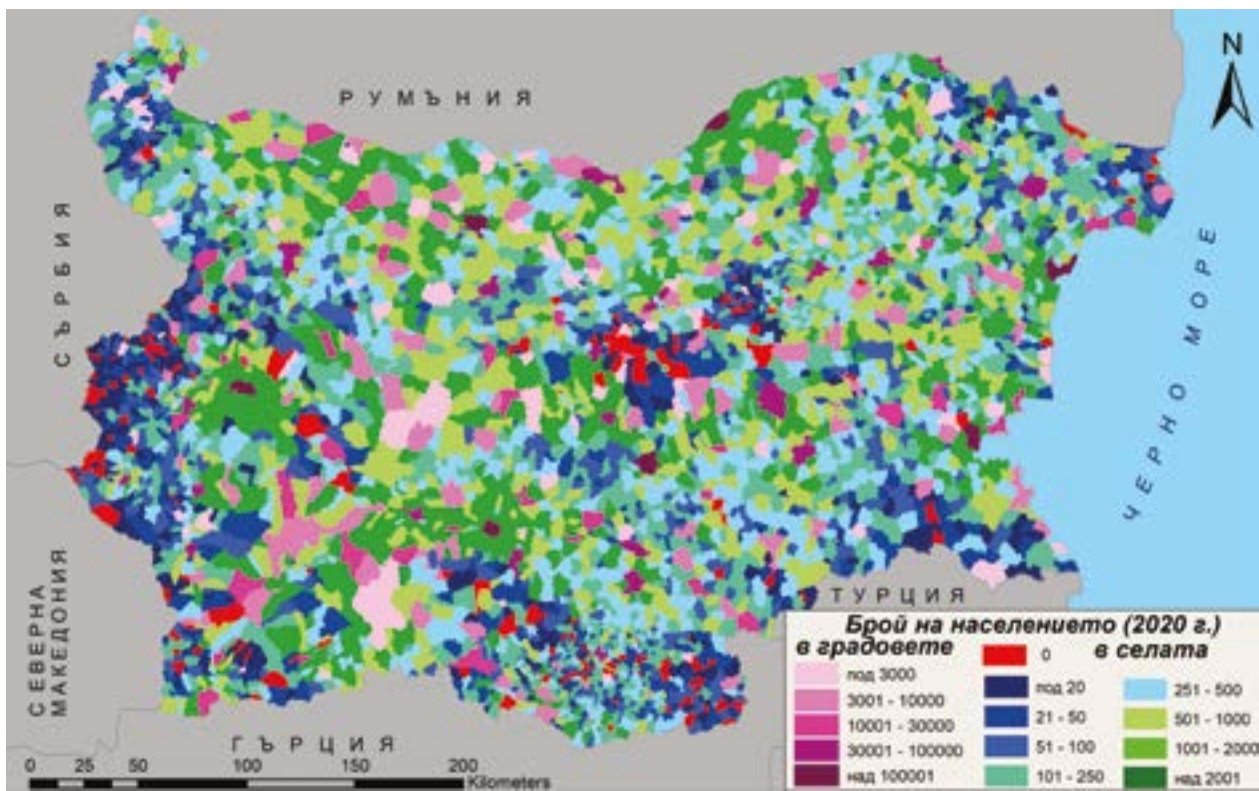 N
РУМЪНИЯ
СЪРБИЯ
ЧЕРНО МОРЕ
СЕВЕРНА
МАКЕДОНИЯ
ТУРЦИЯ
ГЪРЦИЯ
0 25 50 100 150 200
Kilometers
Брой на населението (2020 г.)
в градовете
под 3000
3001 - 10000
10001 - 30000
30001 - 100000
над 100001
в селата
0
под 20
21 - 50
51 - 100
101 - 250
251 - 500
501 - 1000
1001 - 2000
над 2001